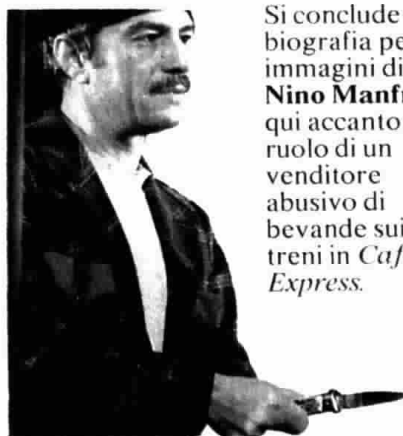 Si conclude
biografia pe
immagini di
Nino Manfr
qui accanto
ruolo di un
venditore
abusivo di
bevande sui
treni in Caf
Express.